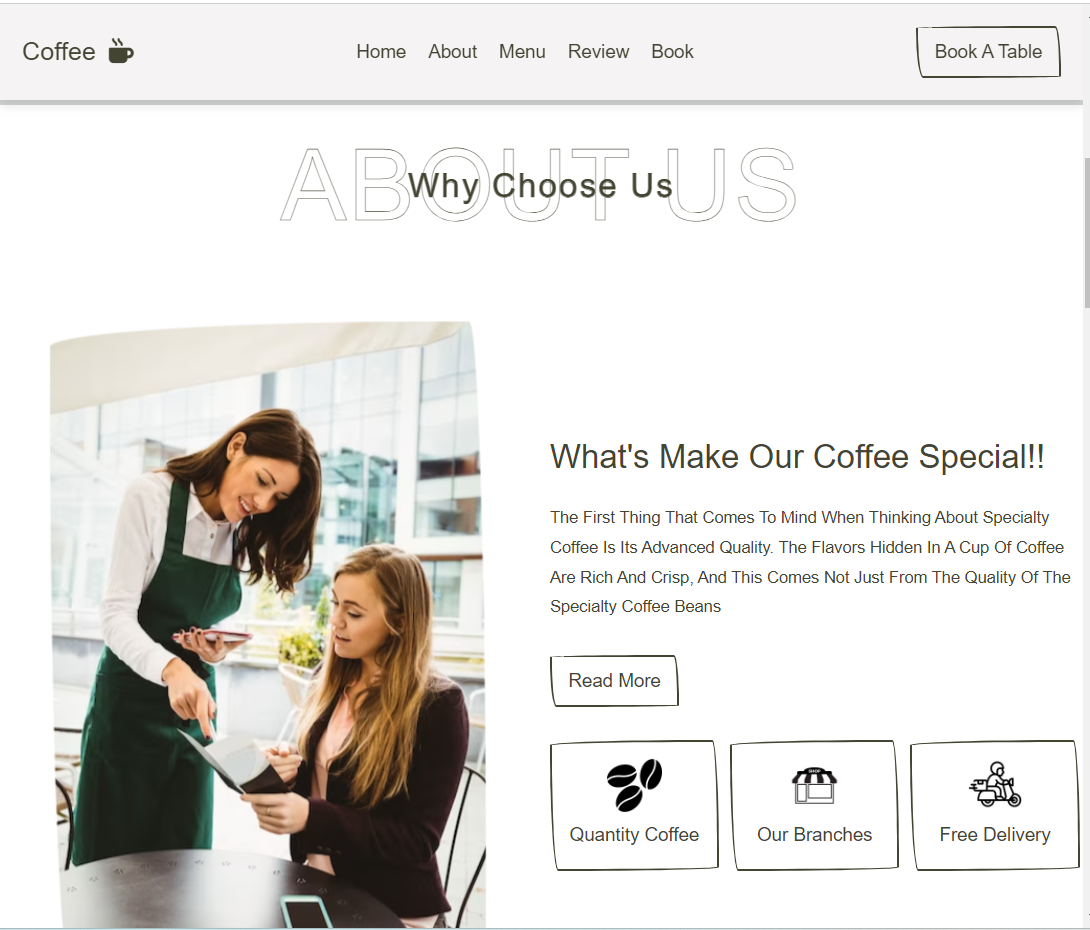 Coffee
Home About Menu Review Book
Book A Table
ABOUT US
Why Choose Us
What's Make Our Coffee Special!!
The First Thing That Comes To Mind When Thinking About Specialty
Coffee Is Its Advanced Quality. The Flavors Hidden In A Cup Of Coffee
Are Rich And Crisp, And This Comes Not Just From The Quality Of The
Specialty Coffee Beans
Read More
SHOP
Quantity Coffee
Our Branches
Free Delivery